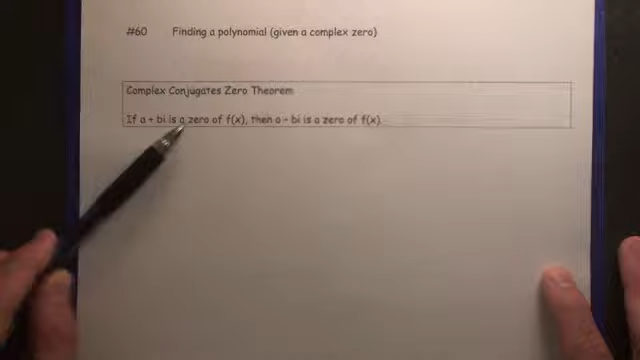 #60 Finding a polynomial (given a complex zero)
Complex Conjugates Zero Theorem
If a + bi is a zero of f(x), then a - bi is a zero of f(x)